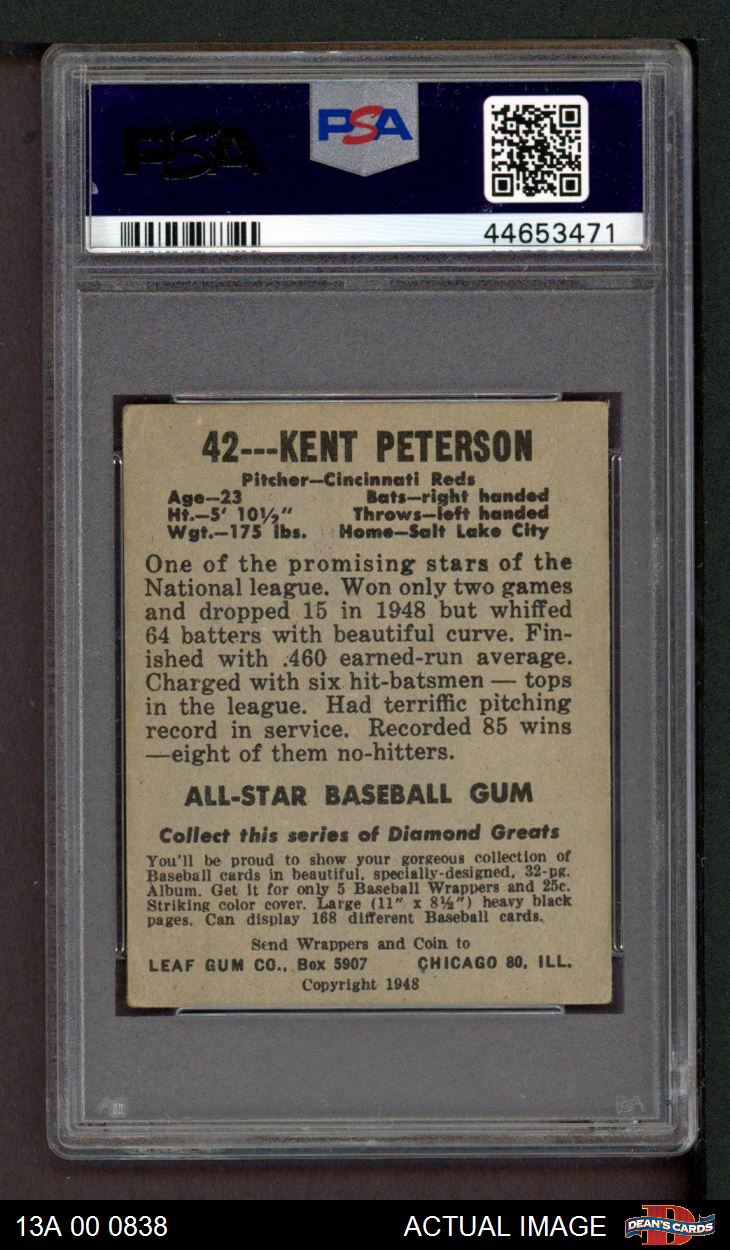 PSA
PSA
44653471
42---KENT PETERSON
Pitcher—Cincinnati Reds
Age—23 Bats—right handed
Ht.—5' 10½" Throws—left handed
Wgt.—175 lbs. Home—Salt Lake City
One of the promising stars of the
National league. Won only two games
and dropped 15 in 1948 but whiffed
64 batters with beautiful curve. Fin-
ished with .460 earned-run average.
Charged with six hit-batsmen — tops
in the league. Had terriffic pitching
record in service. Recorded 85 wins
—eight of them no-hitters.
ALL-STAR BASEBALL GUM
Collect this series of Diamond Greats
You'll be proud to show your gorgeous collection of
Baseball cards in beautiful, specially-designed, 32-pg.
Album. Get it for only 5 Baseball Wrappers and 25c.
Striking color cover. Large (11" x 8½") heavy black
pages. Can display 168 different Baseball cards.
Send Wrappers and Coin to
LEAF GUM CO., Box 5907 CHICAGO 80, ILL.
Copyright 1948
13A 00 0838 ACTUAL IMAGE DEAN'S CARDS